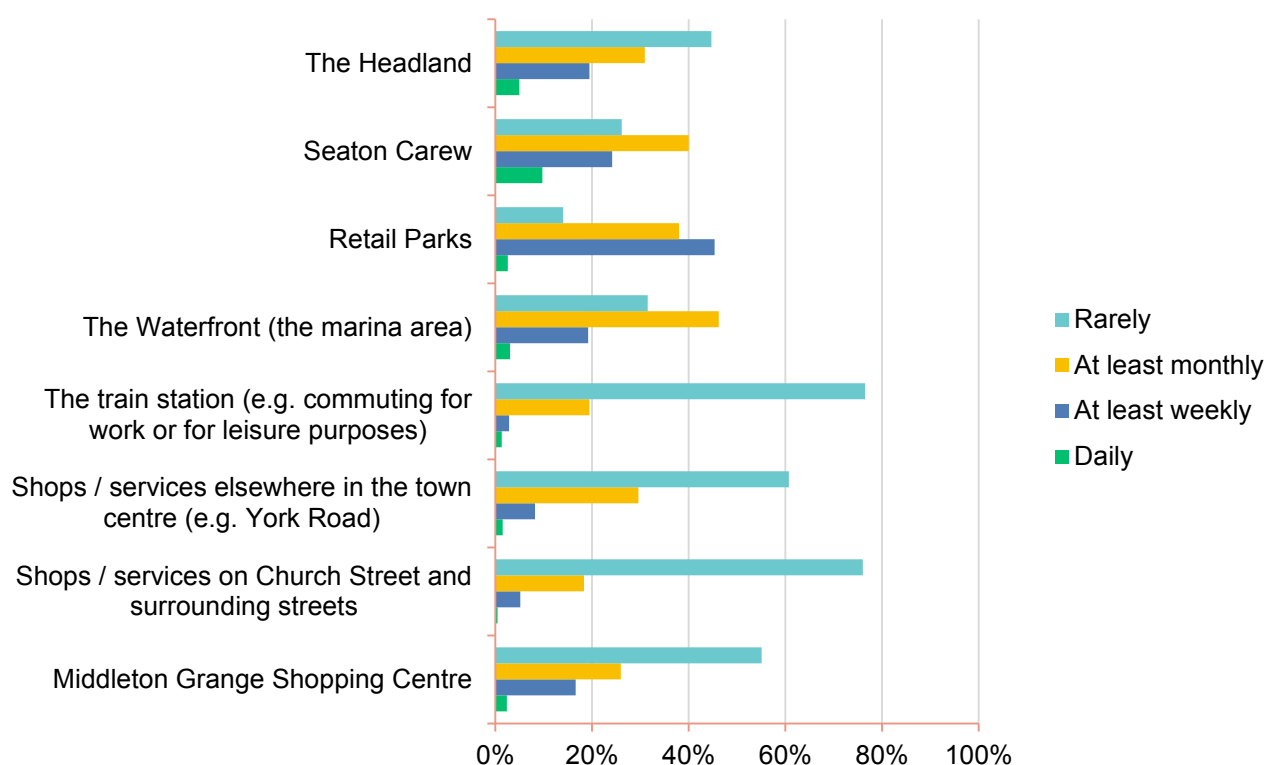 The Headland
Seaton Carew
Retail Parks
The Waterfront (the marina area)
The train station (e.g. commuting for
work or for leisure purposes)
Shops / services elsewhere in the town
centre (e.g. York Road)
Shops / services on Church Street and
surrounding streets
Middleton Grange Shopping Centre
0% 20% 40% 60% 80% 100%
Rarely
At least monthly
At least weekly
Daily